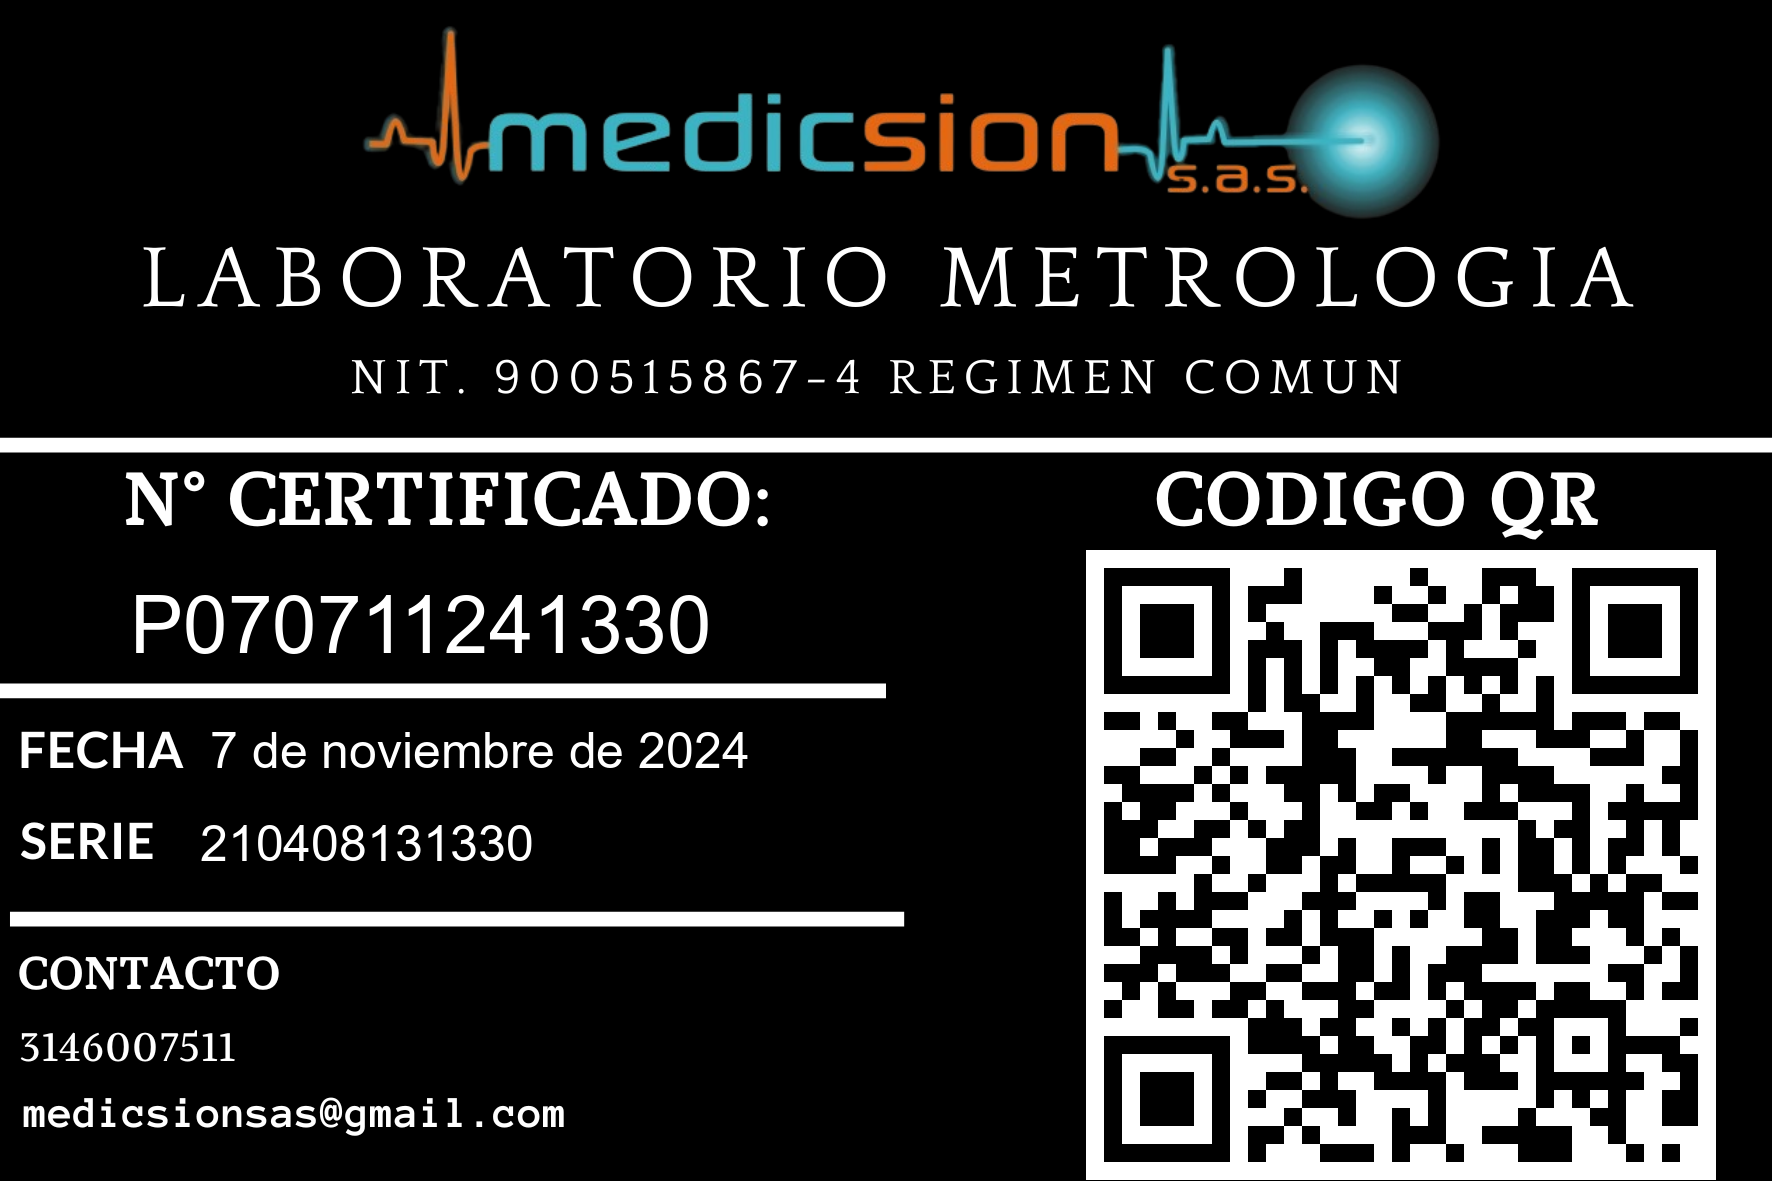 medicsion
s.a.s.
LABORATORIO METROLOGIA
NIT. 900515867-4 REGIMEN COMUN
N° CERTIFICADO:
P070711241330
FECHA 7 de noviembre de 2024
SERIE 210408131330
CONTACTO
3146007511
medicsionsas@gmail.com
CODIGO QR